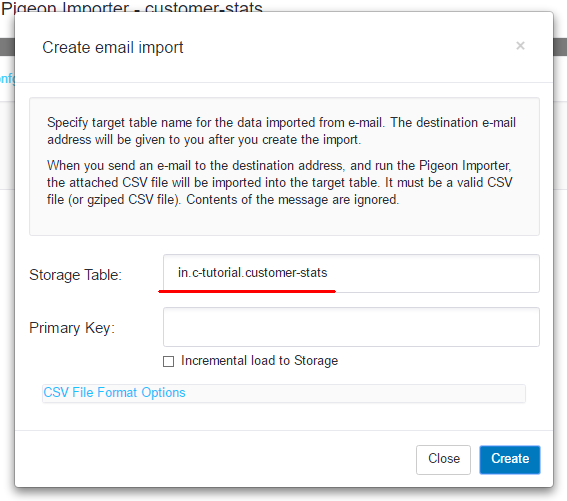 Pigeon Importer - customer-stats
Create email import
×
Specify target table name for the data imported from e-mail. The destination e-mail
address will be given to you after you create the import.
When you send an e-mail to the destination address, and run the Pigeon Importer,
the attached CSV file will be imported into the target table. It must be a valid CSV
file (or gziped CSV file). Contents of the message are ignored.
Storage Table:
in.c-tutorial.customer-stats
Primary Key:
Incremental load to Storage
CSV File Format Options
Close
Create